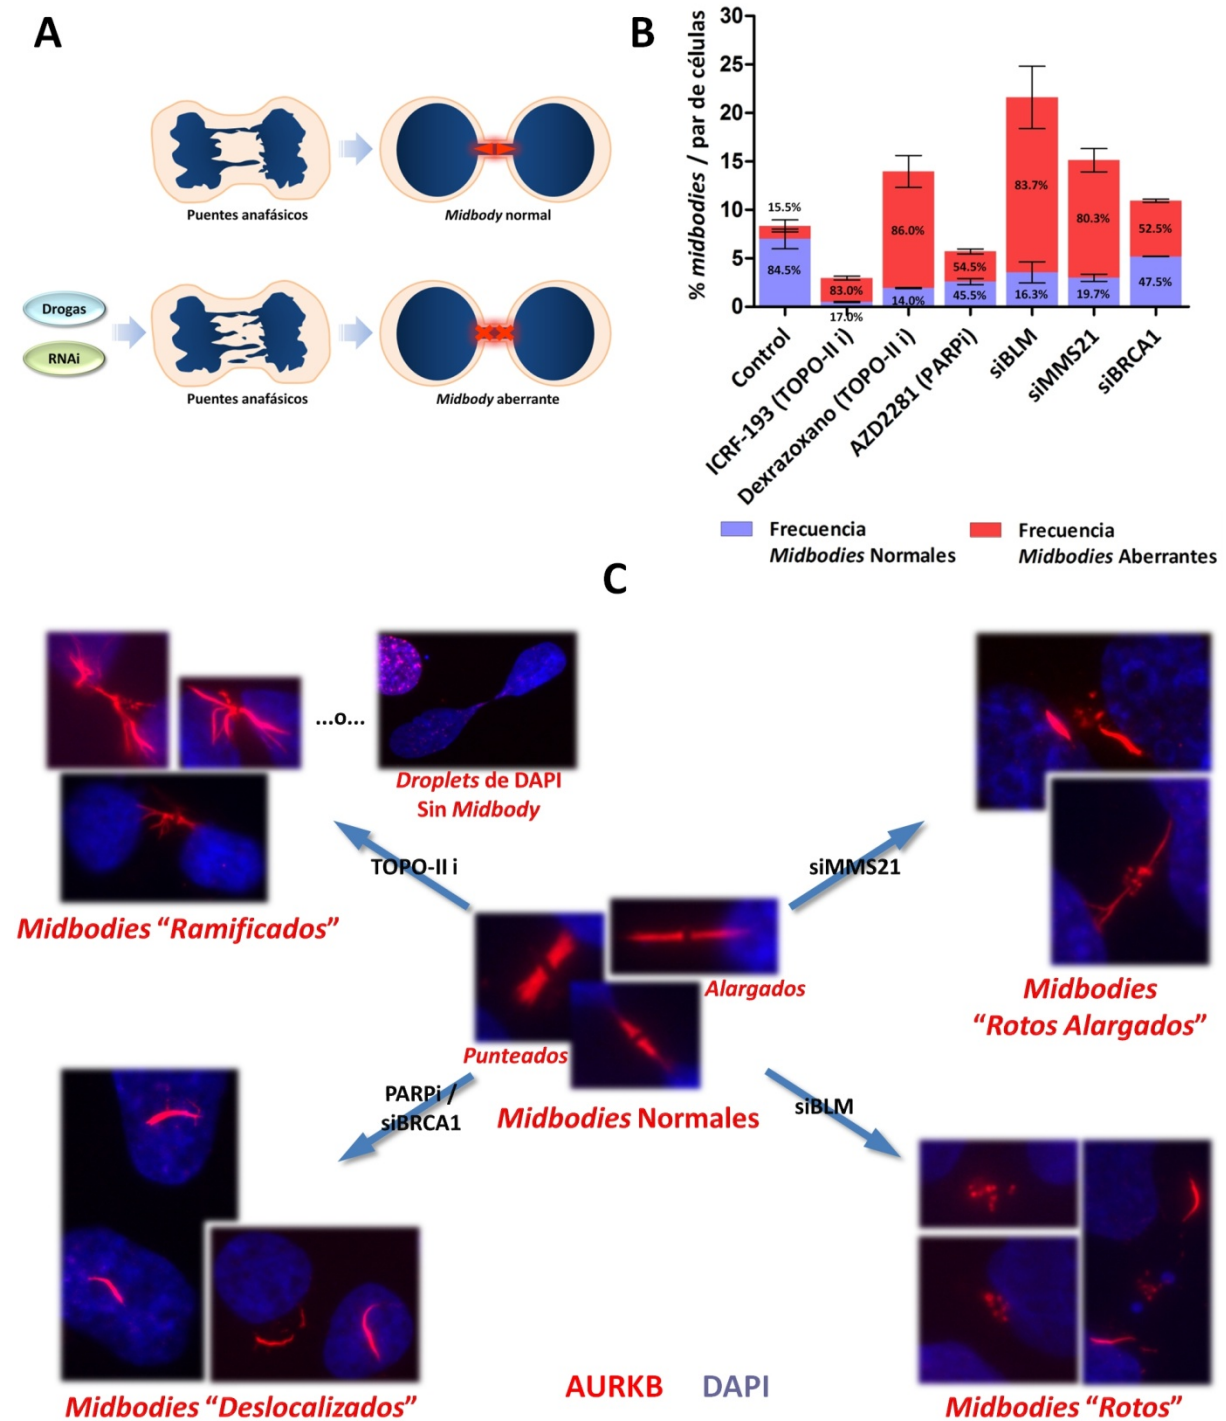 A
Puentes anafásicos
Midbody normal
Drogas
RNAi
Puentes anafásicos
Midbody aberrante
B
% midbodies / par de células
30
25
20
15
10
5
0
15.5%
84.5%
83.0%
17.0%
86.0%
14.0%
54.5%
45.5%
83.7%
16.3%
80.3%
19.7%
52.5%
47.5%
Control
ICRF-193 (TOPO-II i)
Dexrazoxano (TOPO-II i)
AZD2281 (PARPi)
siBLM
siMMS21
siBRCA1
Frecuencia
Midbodies Normales
Frecuencia
Midbodies Aberrantes
C
...o...
Droplets de DAPI
Sin Midbody
TOPO-II i
siMMS21
Midbodies “Ramificados”
Alargados
Midbodies
“Rotos Alargados”
Punteados
PARPi /
siBRCA1
Midbodies Normales
siBLM
AURKB DAPI
Midbodies “Deslocalizados”
Midbodies “Rotos”